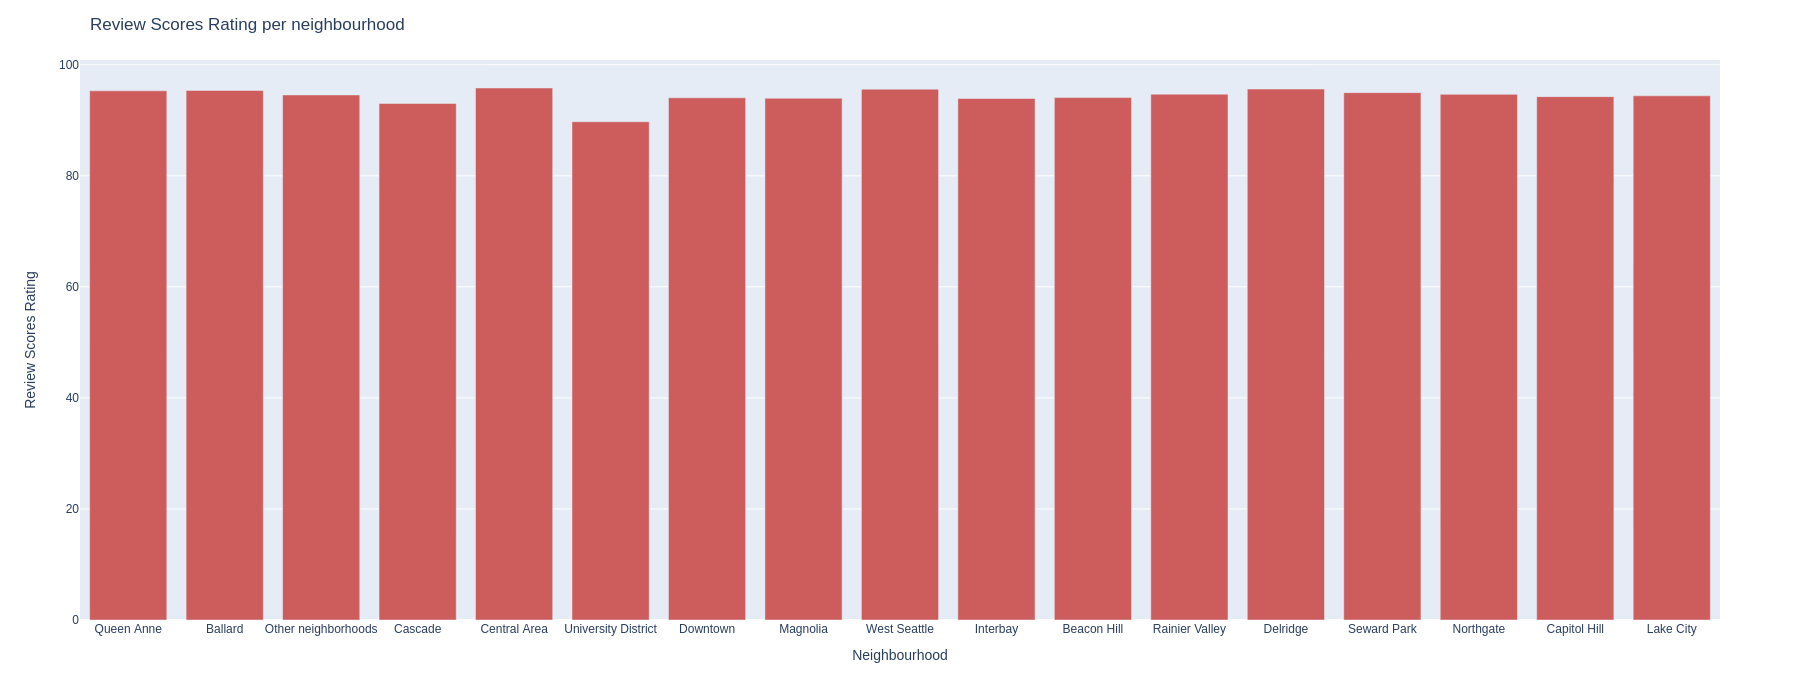 Review Scores Rating per neighbourhood
100
80
60
40
20
0
Review Scores Rating
Queen Anne
Ballard
Other neighborhoods
Cascade
Central Area
University District
Downtown
Magnolia
West Seattle
Interbay
Beacon Hill
Rainier Valley
Delridge
Seward Park
Northgate
Capitol Hill
Lake City
Neighbourhood